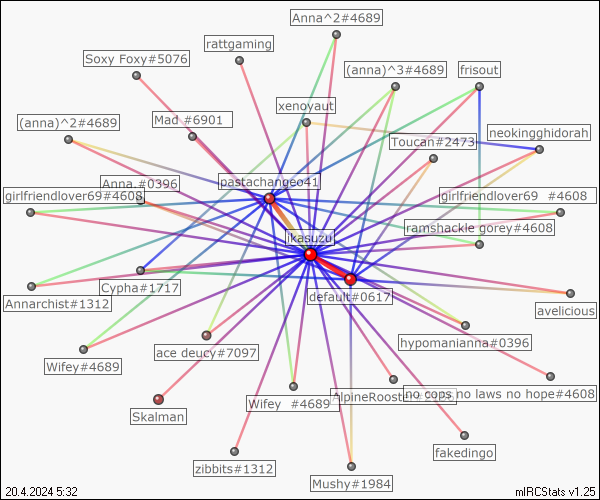 Anna^2#4689
rattgaming
Soxy Foxy#5076
(anna)^3#4689
frisout
xenoyaut
(anna)^2#4689
Mad #6901
neokingghidorah
Toucan#2473
pastachangeo41
Anna #0396
girlfriendlover69#4608
girlfriendlover69 #4608
ramshackle gorey#4608
ikasuzu
Cypha#1717
default#0617
Annarchist#1312
avelicious
hypomanianna#0396
ace deucy#7097
Wifey#4689
no cops no laws no hope#4608
Wifey #4689
Skalman
fakedingo
zibbits#1312
Mushy#1984
20.4.2024 5:32
mIRCStats v1.25